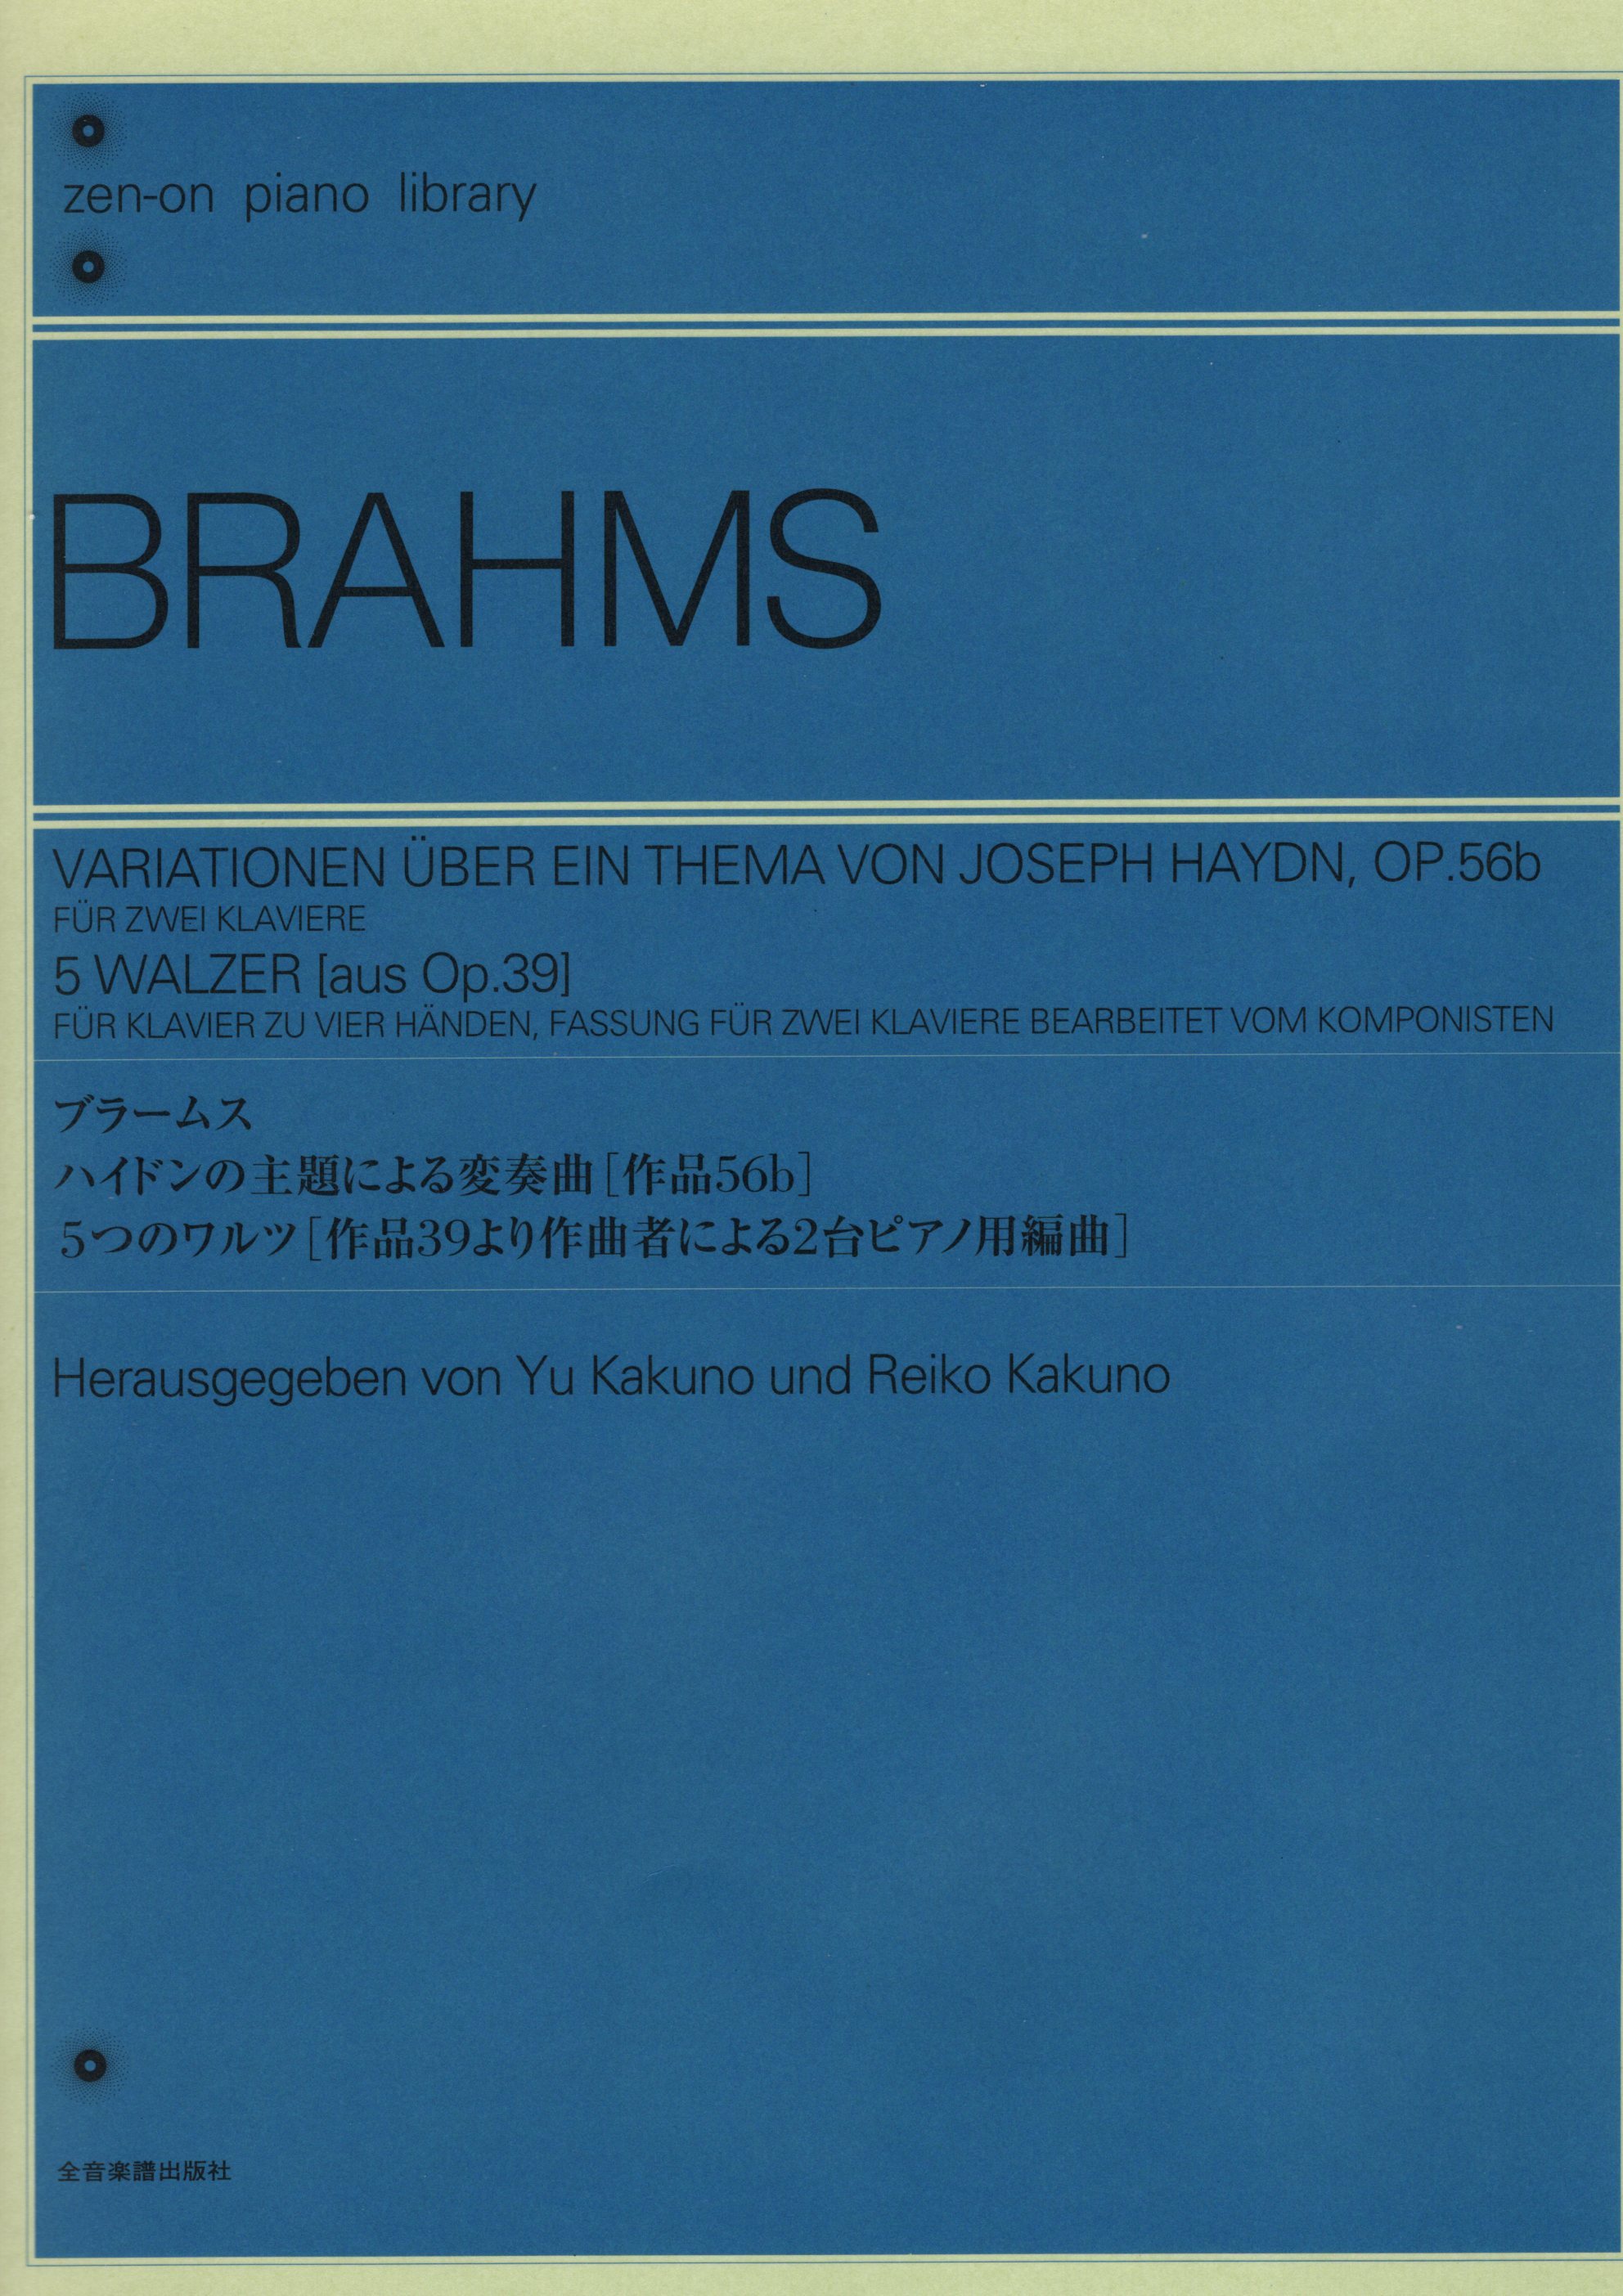 zen-on piano library
BRAHMS
VARIATIONEN ÜBER EIN THEMA VON JOSEPH HAYDN, OP.56b
FÜR ZWEI KLAVIERE
5 WALZER [aus Op.39]
FÜR KLAVIER ZU VIER HÄNDEN, FASSUNG FÜR ZWEI KLAVIERE BEARBEITET VOM KOMPONISTEN
ブラームス
ハイドンの主題による変奏曲[作品56b]
5つのワルツ[作品39より作曲者による2台ピアノ用編曲]
Herausgegeben von Yu Kakuno und Reiko Kakuno
全音楽譜出版社